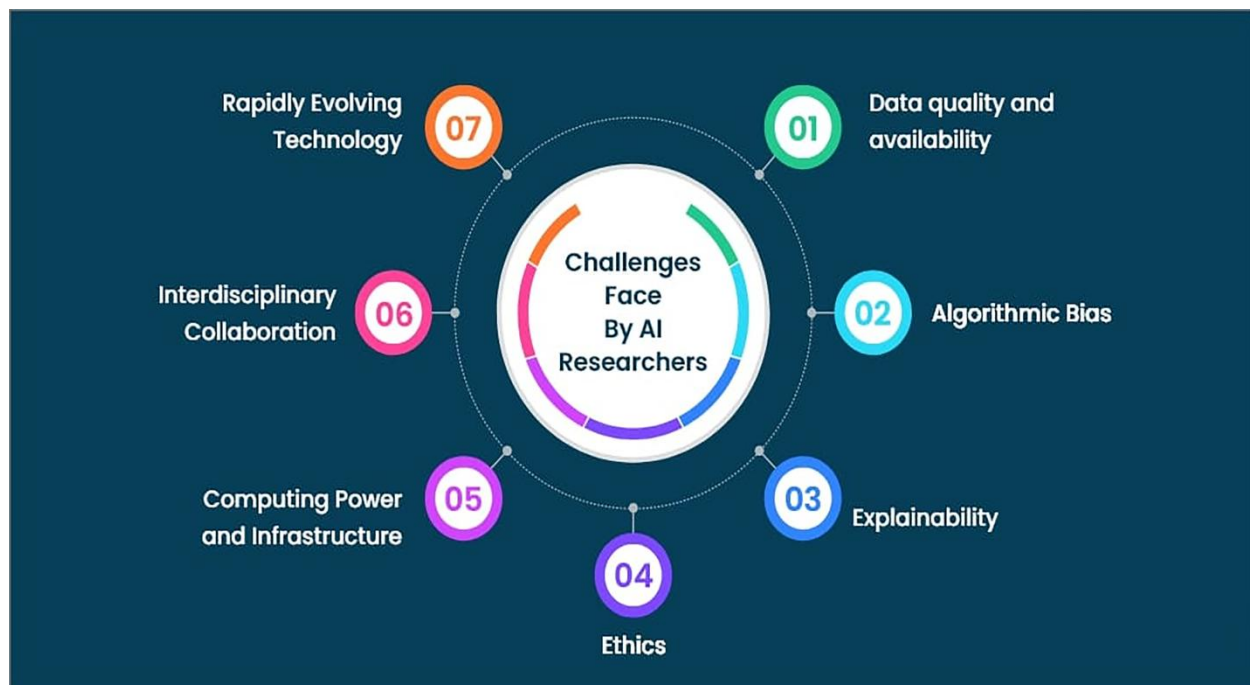 Challenges
Face
By AI
Researchers
01
Data quality and
availability
02
Algorithmic Bias
03
Explainability
04
Ethics
05
Computing Power
and Infrastructure
06
Interdisciplinary
Collaboration
07
Rapidly Evolving
Technology